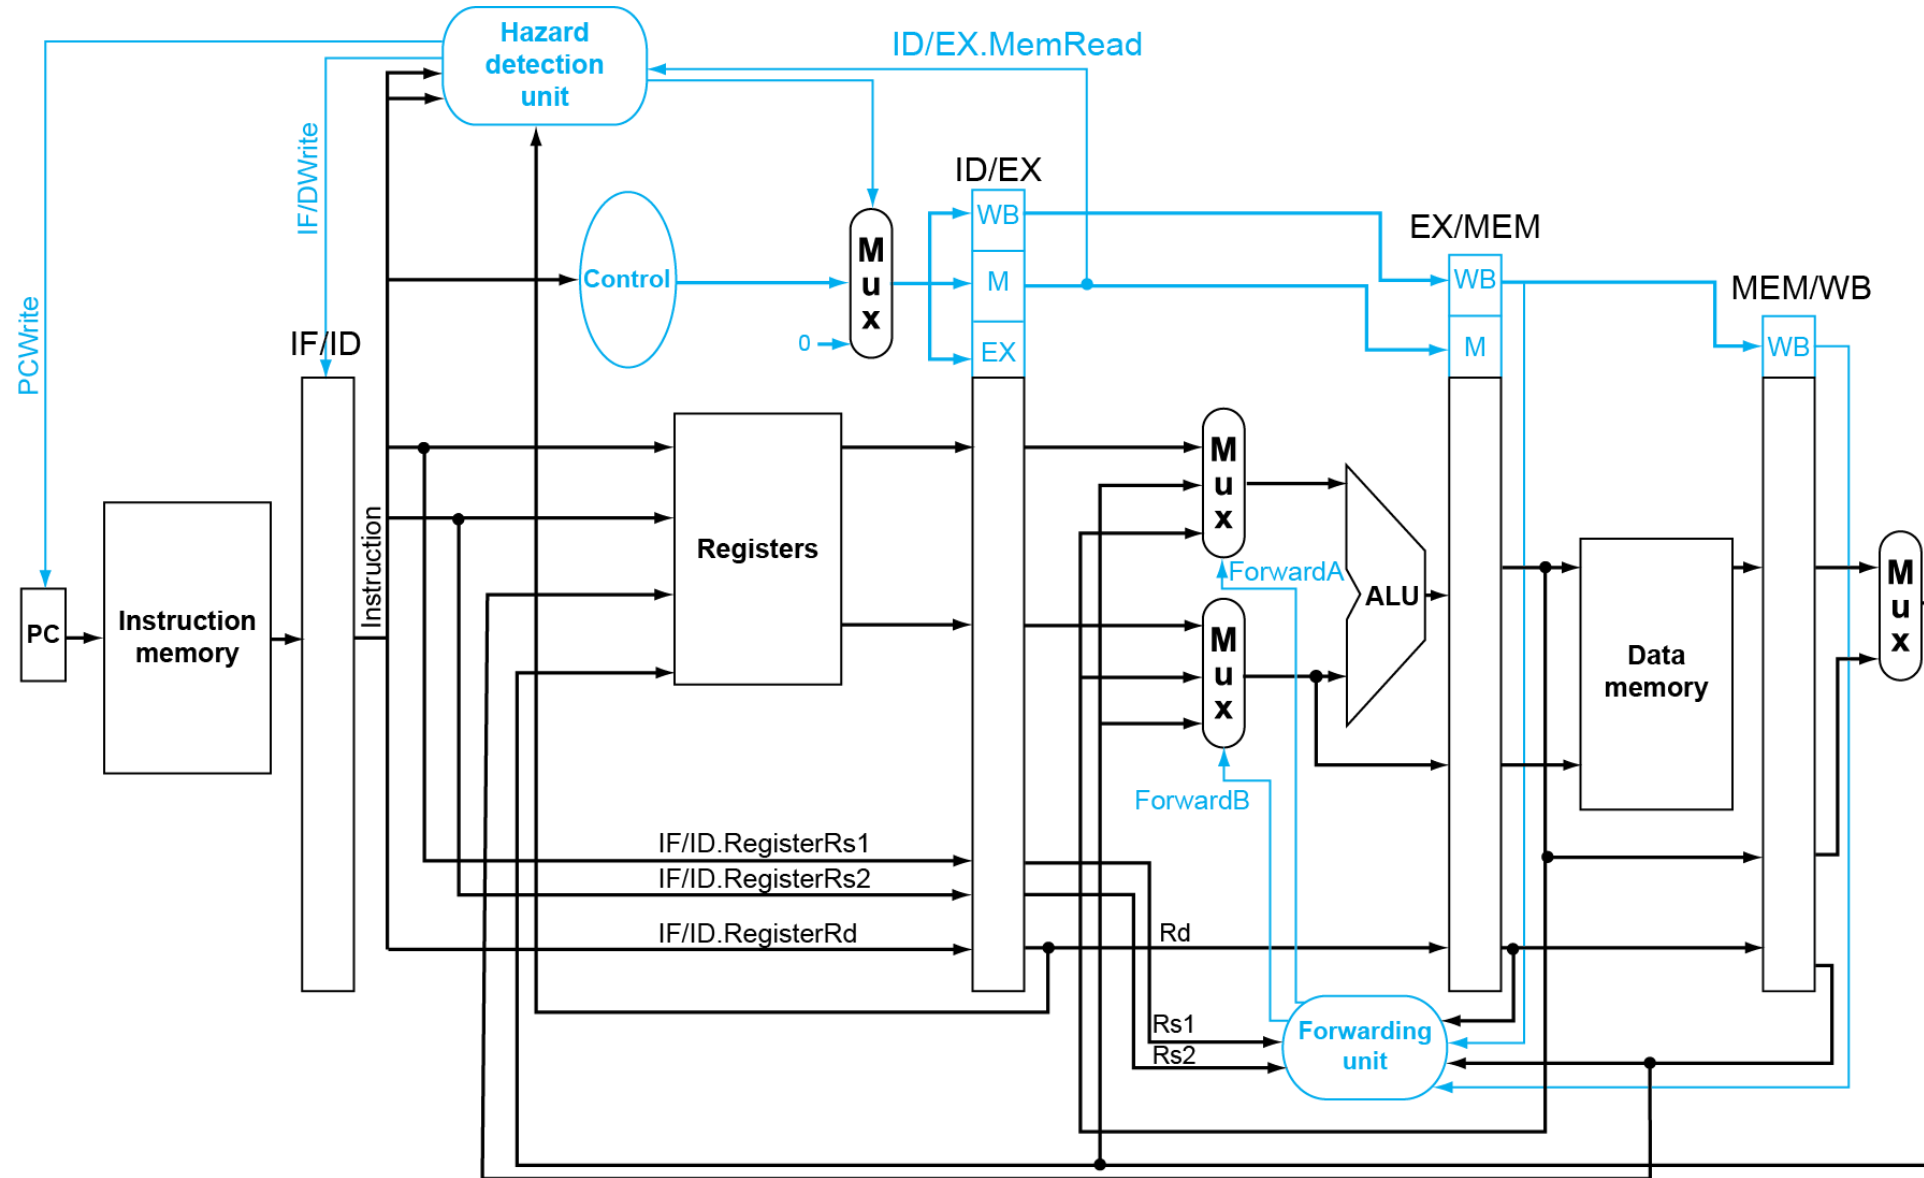 Hazard
detection
unit
ID/EX.MemRead
IF/DWrite
PCWrite
ID/EX
WB
M
EX
Control
0
M
u
x
EX/MEM
WB
M
MEM/WB
WB
IF/ID
PC
Instruction
memory
Instruction
Registers
M
u
x
ForwardA
M
u
x
ForwardB
ALU
Data
memory
M
u
x
IF/ID.RegisterRs1
IF/ID.RegisterRs2
IF/ID.RegisterRd
Rd
Rs1
Rs2
Forwarding
unit